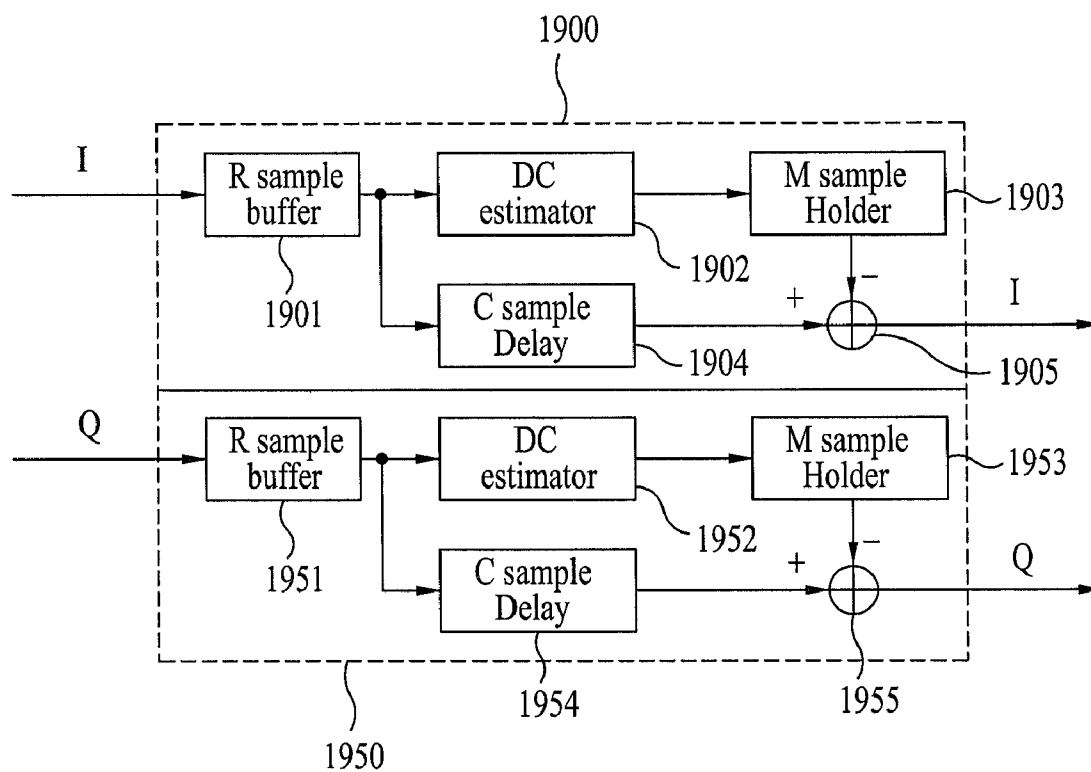 1900
I
R sample
buffer
DC
estimator
M sample
Holder
1903
1901
1902
C sample
Delay
1904
+
−
I
1905
Q
R sample
buffer
DC
estimator
M sample
Holder
1953
1951
1952
C sample
Delay
+
−
Q
1954
1955
1950